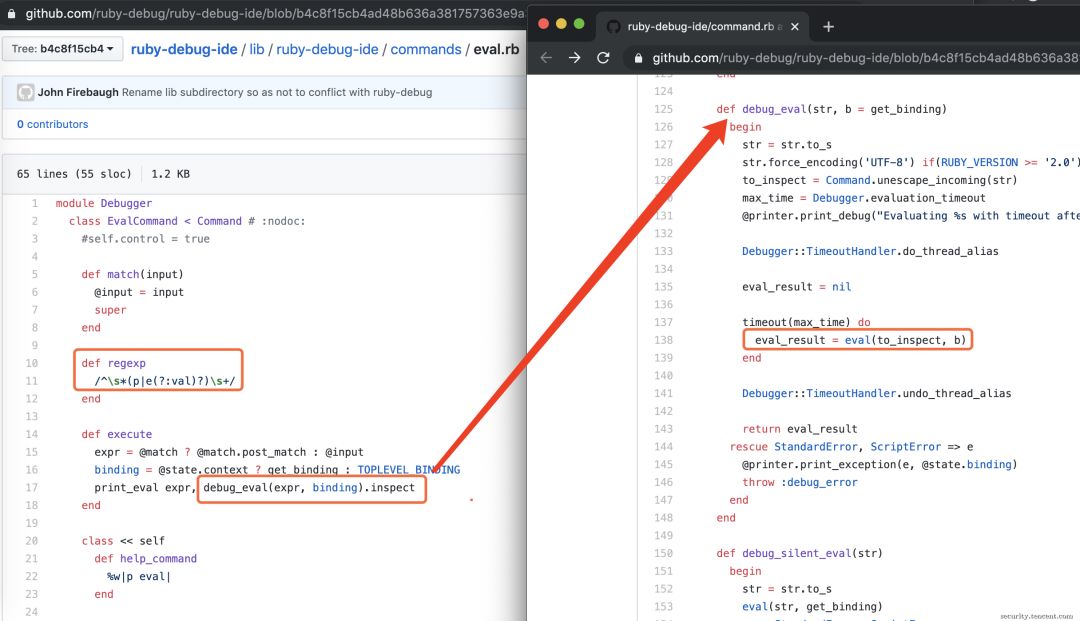 github.com/ruby-debug/ruby-debug-ide/blob/b4c8f15cb4ad48b636a381757363e9a
Tree: b4c8f15cb4
ruby-debug-ide / lib / ruby-debug-ide / commands / eval.rb
John Firebaugh Rename lib subdirectory so as not to conflict with ruby-debug
0 contributors
65 lines (55 sloc) 1.2 KB
1 module Debugger
2 class EvalCommand < Command # :nodoc:
3 #self.control = true
4
5 def match(input)
6 @input = input
7 super
8 end
9
10 def regexp
11 /^\s*(p|e(?:val)?)\s+/
12 end
13
14 def execute
15 expr = @match ? @match.post_match : @input
16 binding = @state.context ? get_binding : TOPLEVEL_BINDING
17 print_eval expr, debug_eval(expr, binding).inspect
18 end
19
20 class << self
21 def help_command
22 %w|p eval|
23 end
24
ruby-debug-ide/command.rb a
github.com/ruby-debug/ruby-debug-ide/blob/b4c8f15cb4ad48b636a38
123 end
124
125 def debug_eval(str, b = get_binding)
126 begin
127 str = str.to_s
128 str.force_encoding('UTF-8') if(RUBY_VERSION >= '2.0')
129 to_inspect = Command.unescape_incoming(str)
130 max_time = Debugger.evaluation_timeout
131 @printer.print_debug("Evaluating %s with timeout afte
132
133 Debugger::TimeoutHandler.do_thread_alias
134
135 eval_result = nil
136
137 timeout(max_time) do
138 eval_result = eval(to_inspect, b)
139 end
140
141 Debugger::TimeoutHandler.undo_thread_alias
142
143 return eval_result
144 rescue StandardError, ScriptError => e
145 @printer.print_exception(e, @state.binding)
146 throw :debug_error
147 end
148 end
149
150 def debug_silent_eval(str)
151 begin
152 str = str.to_s
153 eval(str, get_binding)
security.tencent.com